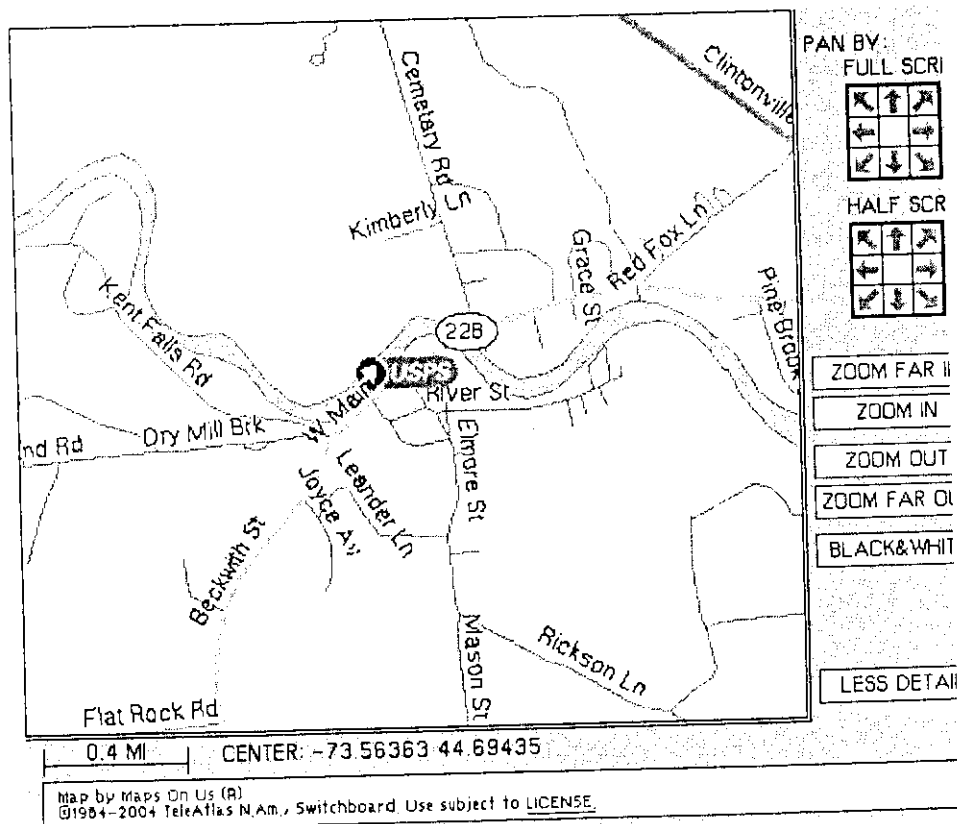 PAN BY:
FULL SCRI
Clintonville
Cemetary Rd
Kimberly Ln
HALF SCR
Grace St
Red Fox Ln
Pine Brook
Kent Falls Rd
22B
USPS
River St
W Main
ZOOM FAR I
ZOOM IN
Dry Mill Brk
nd Rd
Elmore St
Leander Ln
Joyce Av
ZOOM OUT
ZOOM FAR OU
BLACK&WHIT
Beckwith St
Mason St
Rickson Ln
LESS DETAI
Flat Rock Rd
0.4 MI
CENTER: -73.56363 44.69435
Map by Maps On Us (R)
©1984-2004 TeleAtlas N.Am., Switchboard. Use subject to LICENSE.